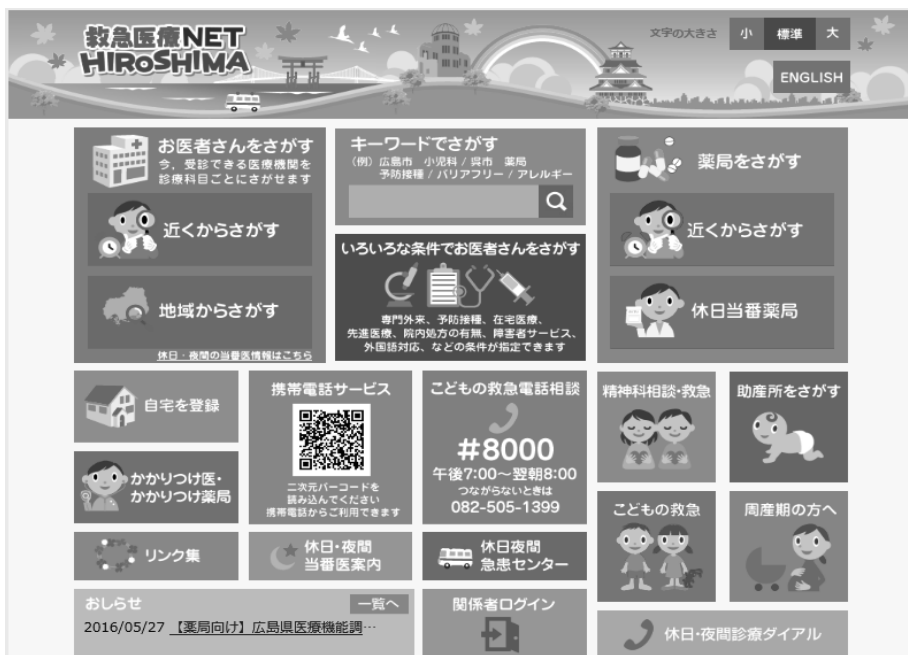 救急医療NET
HIROSHIMA
文字の大きさ
小
標準
大
ENGLISH
お医者さんをさがす
今、受診できる医療機関を
診療科目ごとにさがせます
近くからさがす
地域からさがす
休日・夜間の当番医情報はこちら
キーワードでさがす
(例) 広島市 小児科 / 呉市 薬局
予防接種 / バリアフリー / アレルギー
いろいろな条件でお医者さんをさがす
専門外来、予防接種、在宅医療、
先進医療、院内処方の有無、障害者サービス、
外国語対応、などの条件が指定できます
薬局をさがす
近くからさがす
休日当番薬局
自宅を登録
かかりつけ医・
かかりつけ薬局
リンク集
携帯電話サービス
二次元バーコードを
読み込んでください
携帯電話からご利用できます
休日・夜間
当番医案内
こどもの救急電話相談
#8000
午後7:00~翌朝8:00
つながらないときは
082-505-1399
休日夜間
急患センター
精神科相談・救急
助産所をさがす
こどもの救急
周産期の方へ
おしらせ
一覧へ
2016/05/27 【薬局向け】広島県医療機能調…
関係者ログイン
休日・夜間診療ダイアル